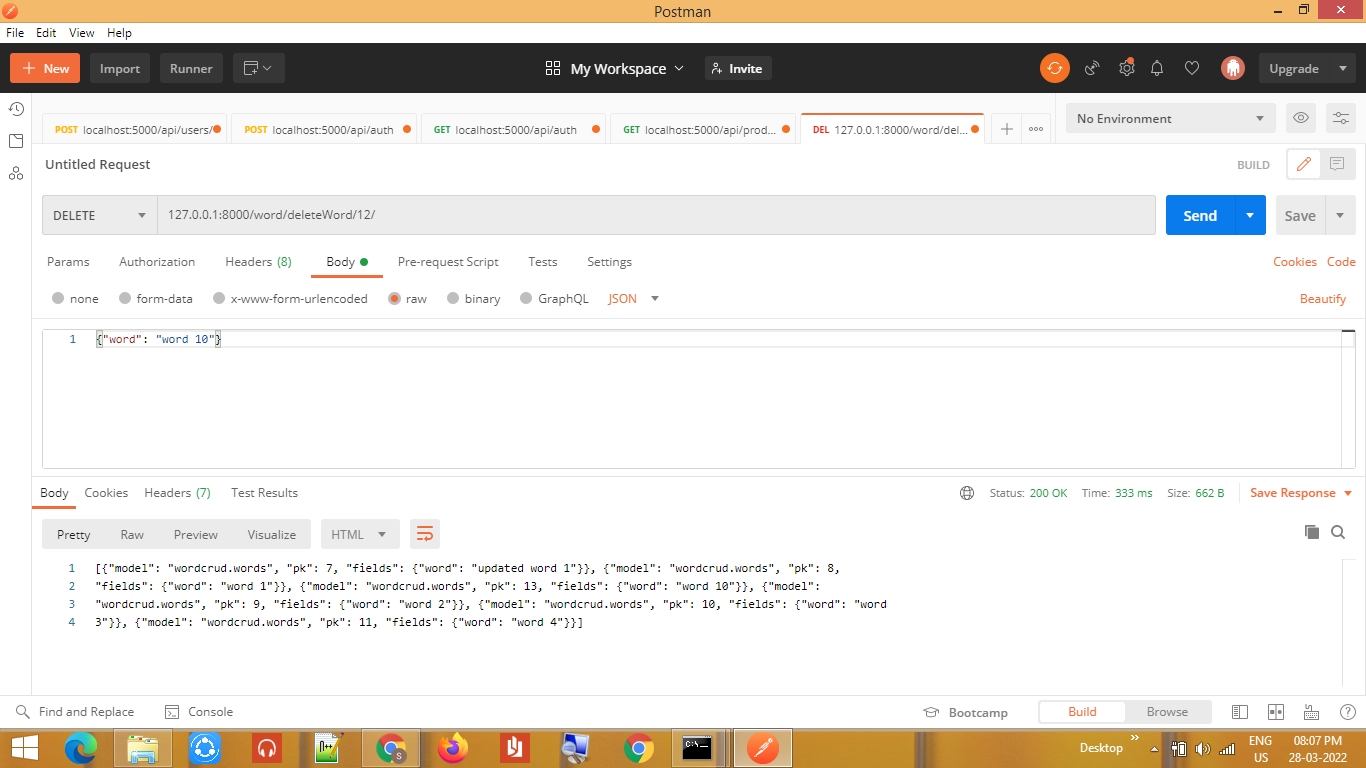 Postman
File Edit View Help
New Import Runner My Workspace Invite Upgrade
POST localhost:5000/api/users/ POST localhost:5000/api/auth GET localhost:5000/api/auth GET localhost:5000/api/prod... DEL 127.0.0.1:8000/word/del... No Environment
Untitled Request BUILD
DELETE 127.0.0.1:8000/word/deleteWord/12/ Send Save
Params Authorization Headers (8) Body Pre-request Script Tests Settings Cookies Code
none form-data x-www-form-urlencoded raw binary GraphQL JSON Beautify
1 {"word": "word 10"}
Body Cookies Headers (7) Test Results Status: 200 OK Time: 333 ms Size: 662 B Save Response
Pretty Raw Preview Visualize HTML
1 [{"model": "wordcrud.words", "pk": 7, "fields": {"word": "updated word 1"}}, {"model": "wordcrud.words", "pk": 8,
2 "fields": {"word": "word 1"}}, {"model": "wordcrud.words", "pk": 13, "fields": {"word": "word 10"}}, {"model":
3 "wordcrud.words", "pk": 9, "fields": {"word": "word 2"}}, {"model": "wordcrud.words", "pk": 10, "fields": {"word": "word
4 3"}}, {"model": "wordcrud.words", "pk": 11, "fields": {"word": "word 4"}}]
Find and Replace Console Bootcamp Build Browse
Desktop ENG 08:07 PM
US 28-03-2022